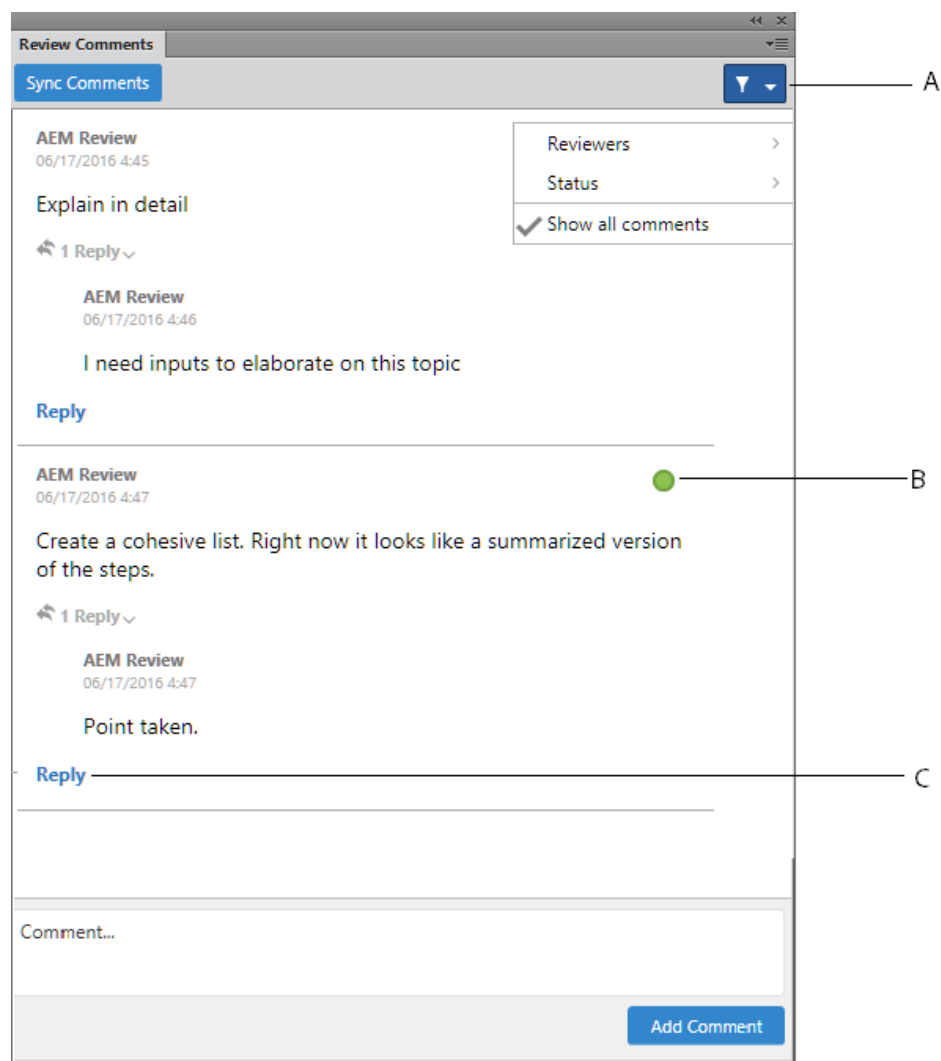 Review Comments
Sync Comments
A
AEM Review
06/17/2016 4:45
Explain in detail
1 Reply
Reviewers
Status
Show all comments
AEM Review
06/17/2016 4:46
I need inputs to elaborate on this topic
Reply
AEM Review
06/17/2016 4:47
B
Create a cohesive list. Right now it looks like a summarized version
of the steps.
1 Reply
AEM Review
06/17/2016 4:47
Point taken.
Reply
C
Comment...
Add Comment